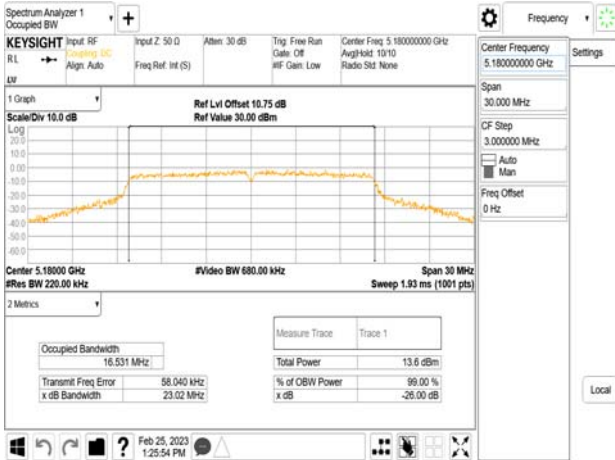 Spectrum Analyzer 1
Occupied BW
KEYSIGHT
RL
LXI
Input: RF
Coupling: DC
Align: Auto
Input Z: 50 Ω
Freq Ref: Int (S)
Atten: 30 dB
Trig: Free Run
Gate: Off
#IF Gain: Low
Center Freq: 5.180000000 GHz
Avg|Hold: 10/10
Radio Std: None
1 Graph
Scale/Div 10.0 dB
Ref Lvl Offset 10.75 dB
Ref Value 30.00 dBm
Log
20.0
10.0
0.00
-10.0
-20.0
-30.0
-40.0
-50.0
-60.0
Center 5.18000 GHz
#Res BW 220.00 kHz
#Video BW 680.00 kHz
Span 30 MHz
Sweep 1.93 ms (1001 pts)
2 Metrics
Measure Trace Trace 1
Occupied Bandwidth
16.531 MHz
Total Power 13.6 dBm
Transmit Freq Error 58.040 kHz
% of OBW Power 99.00 %
x dB Bandwidth 23.02 MHz
x dB -26.00 dB
Feb 25, 2023
1:25:54 PM
Frequency
Center Frequency
5.180000000 GHz
Settings
Span
30.000 MHz
CF Step
3.000000 MHz
Auto
Man
Freq Offset
0 Hz
Local